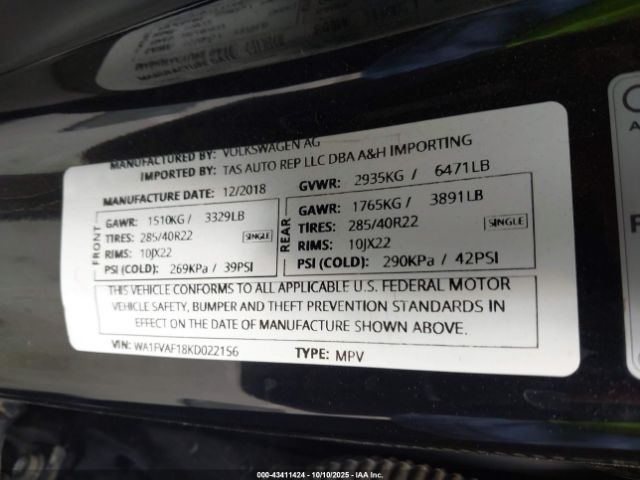 MANUFACTURED BY: VOLKSWAGEN AG
IMPORTED BY: TAS AUTO REP LLC DBA A&H IMPORTING
MANUFACTURE DATE: 12/2018
GVWR: 2935KG / 6471LB
FRONT
GAWR: 1510KG / 3329LB
TIRES: 285/40R22 SINGLE
RIMS: 10JX22
PSI (COLD): 269KPa / 39PSI
REAR
GAWR: 1765KG / 3891LB
TIRES: 285/40R22 SINGLE
RIMS: 10JX22
PSI (COLD): 290KPa / 42PSI
THIS VEHICLE CONFORMS TO ALL APPLICABLE U.S. FEDERAL MOTOR
VEHICLE SAFETY, BUMPER AND THEFT PREVENTION STANDARDS IN
EFFECT ON THE DATE OF MANUFACTURE SHOWN ABOVE.
VIN: WA1FVAF18KD022156
TYPE: MPV
000-43411424 - 10/10/2025 - IAA, Inc.